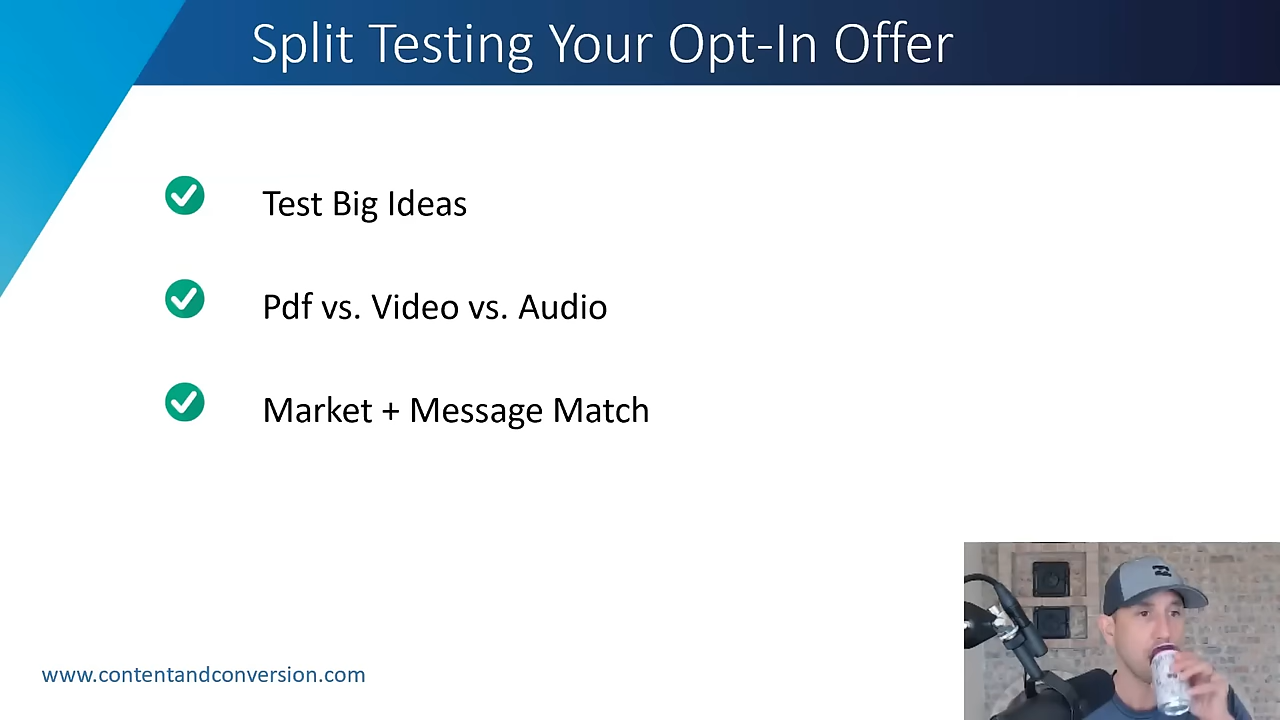 Split Testing Your Opt-In Offer
Test Big Ideas
Pdf vs. Video vs. Audio
Market + Message Match
www.contentandconversion.com